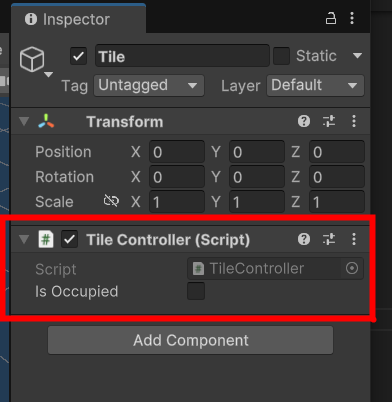 Inspector
Tile
Static
Tag Untagged Layer Default
Transform
Position X 0 Y 0 Z 0
Rotation X 0 Y 0 Z 0
Scale X 1 Y 1 Z 1
# Tile Controller (Script)
Script # TileController
Is Occupied
Add Component